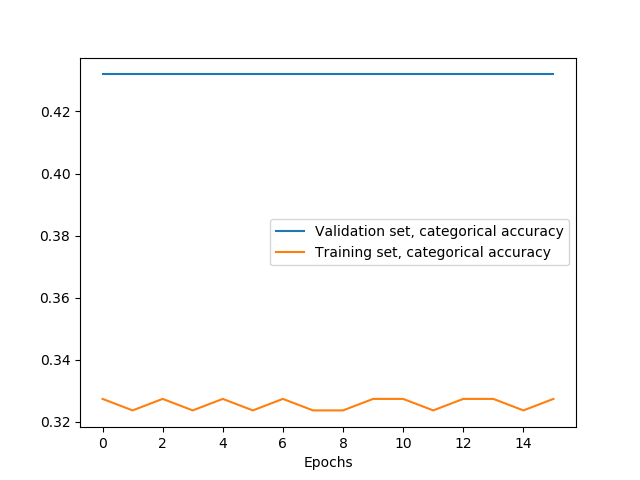 0.42
0.40
0.38
0.36
0.34
0.32
Validation set, categorical accuracy
Training set, categorical accuracy
0 2 4 6 8 10 12 14
Epochs